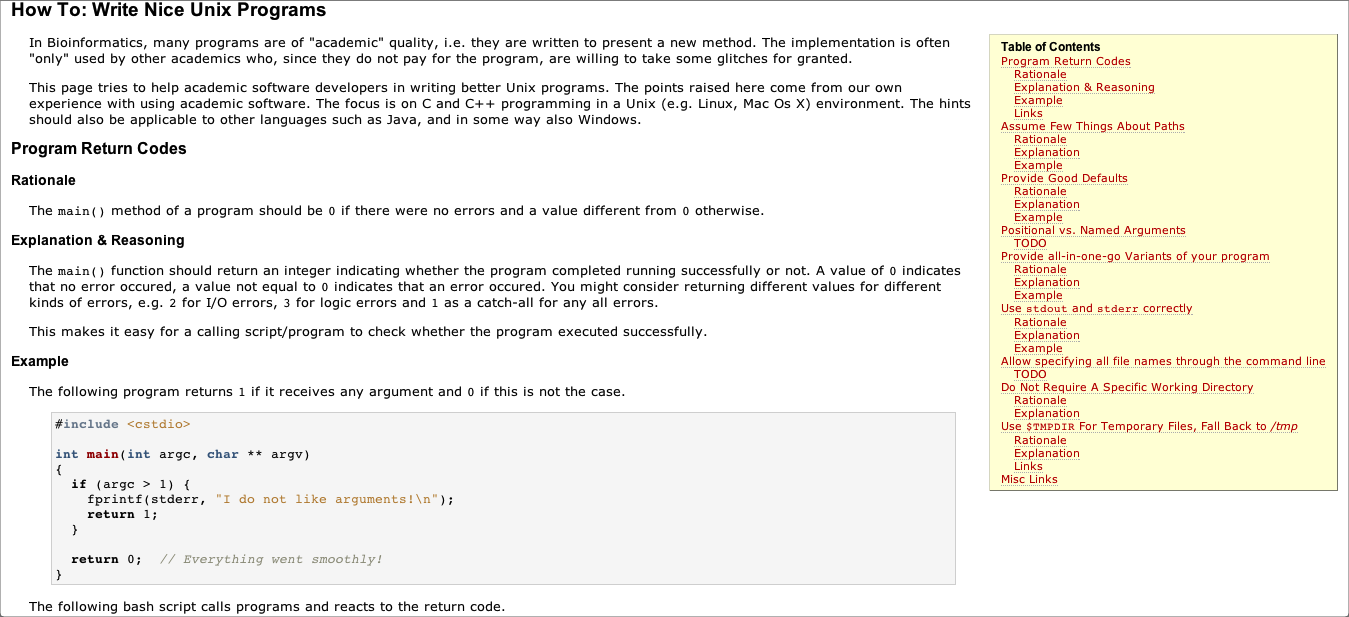 How To: Write Nice Unix Programs
In Bioinformatics, many programs are of "academic" quality, i.e. they are written to present a new method. The implementation is often
"only" used by other academics who, since they do not pay for the program, are willing to take some glitches for granted.
This page tries to help academic software developers in writing better Unix programs. The points raised here come from our own
experience with using academic software. The focus is on C and C++ programming in a Unix (e.g. Linux, Mac Os X) environment. The hints
should also be applicable to other languages such as Java, and in some way also Windows.
Program Return Codes
Rationale
The main() method of a program should be 0 if there were no errors and a value different from 0 otherwise.
Explanation & Reasoning
The main() function should return an integer indicating whether the program completed running successfully or not. A value of 0 indicates
that no error occured, a value not equal to 0 indicates that an error occured. You might consider returning different values for different
kinds of errors, e.g. 2 for I/O errors, 3 for logic errors and 1 as a catch-all for any all errors.
This makes it easy for a calling script/program to check whether the program executed successfully.
Example
The following program returns 1 if it receives any argument and 0 if this is not the case.
#include <cstdio>
int main(int argc, char ** argv)
{
if (argc > 1) {
fprintf(stderr, "I do not like arguments!\n");
return 1;
}
return 0; // Everything went smoothly!
}
The following bash script calls programs and reacts to the return code.
Table of Contents
Program Return Codes
Rationale
Explanation & Reasoning
Example
Links
Assume Few Things About Paths
Rationale
Explanation
Example
Provide Good Defaults
Rationale
Explanation
Example
Positional vs. Named Arguments
TODO
Provide all-in-one-go Variants of your program
Rationale
Explanation
Example
Use stdout and stderr correctly
Rationale
Explanation
Example
Allow specifying all file names through the command line
TODO
Do Not Require A Specific Working Directory
Rationale
Explanation
Use $TMPDIR For Temporary Files, Fall Back to /tmp
Rationale
Explanation
Links
Misc Links